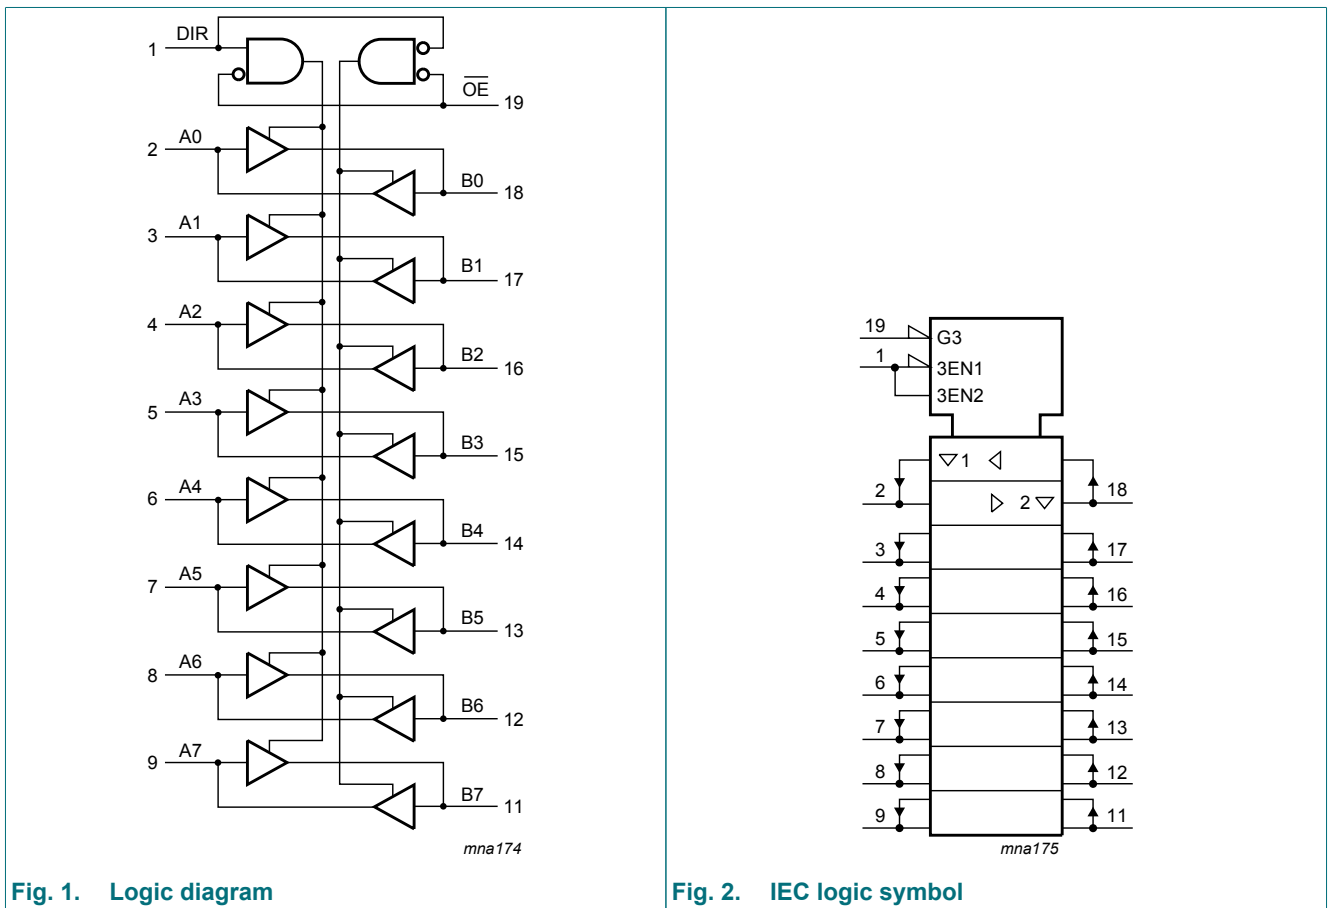 DIR
1
OE
19
A0
2
B0
18
A1
3
B1
17
A2
4
B2
16
A3
5
B3
15
A4
6
B4
14
A5
7
B5
13
A6
8
B6
12
A7
9
B7
11
mna174
Fig. 1. Logic diagram
19
G3
1
3EN1
3EN2
1
2
18
2
3
17
4
16
5
15
6
14
7
13
8
12
9
11
mna175
Fig. 2. IEC logic symbol